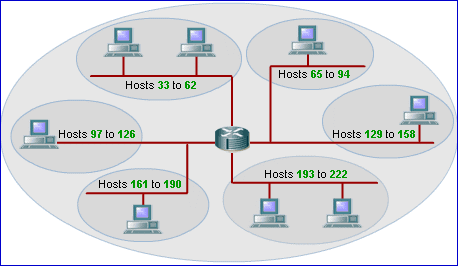 Hosts 33 to 62
Hosts 65 to 94
Hosts 97 to 126
Hosts 129 to 158
Hosts 161 to 190
Hosts 193 to 222